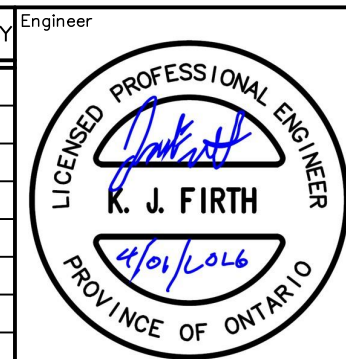 Y
Engineer
LICENSED PROFESSIONAL ENGINEER
K. J. FIRTH
4/01/2016
PROVINCE OF ONTARIO